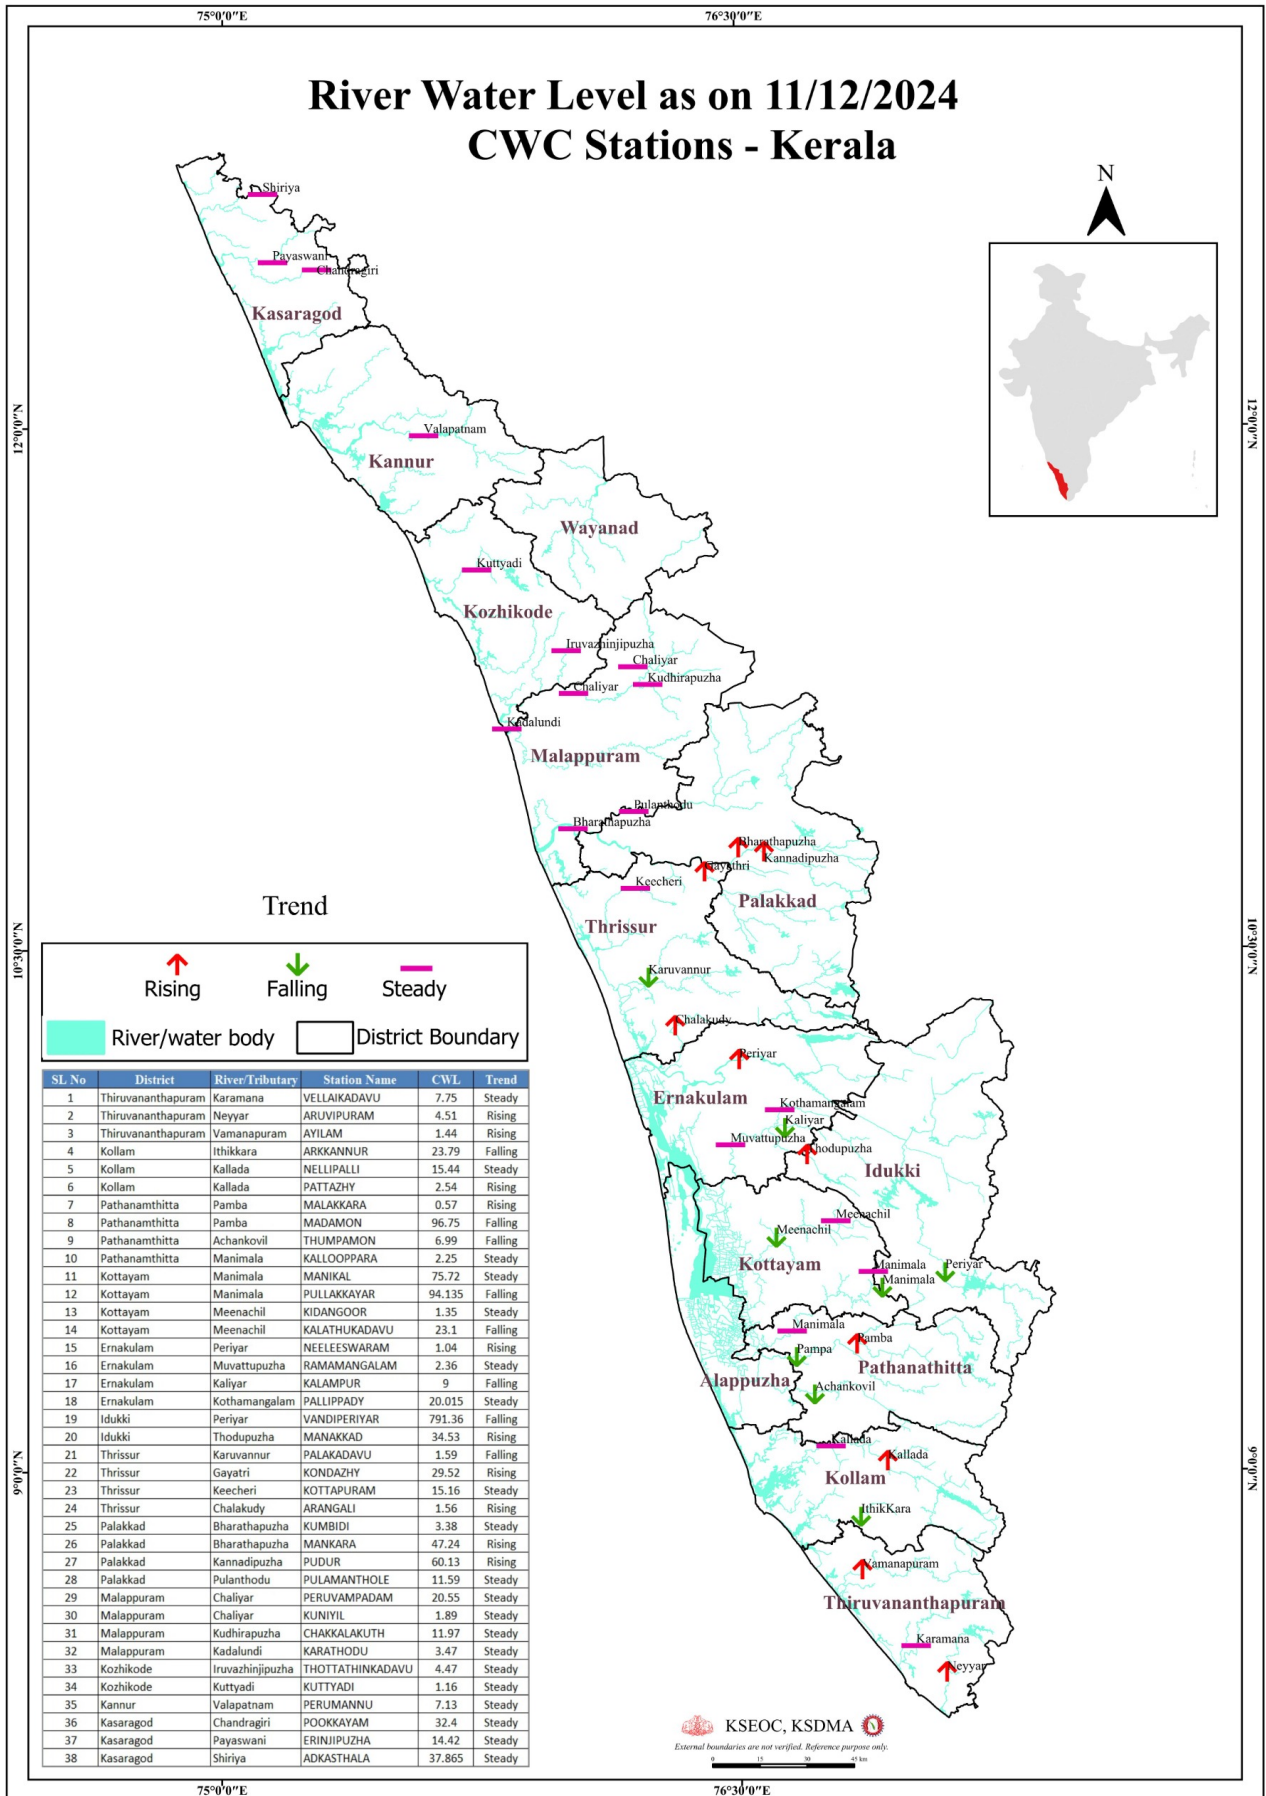 75°0'0"E 76°30'0"E
River Water Level as on 11/12/2024
CWC Stations - Kerala
N
Shiriya
Payaswani
Chandragiri
Kasaragod
12°0'0"N 12°0'0"N
Valapatnam
Kannur
Wayanad
Kuttyadi
Kozhikode
Iruvazhinjipuzha
Chaliyar
Kudhirapuzha
Chaliyar
Kadalundi
Malappuram
Pulanthodu
Bharathapuzha
Bharathapuzha
Kannadipuzha
Gayathri
Keecheri
Palakkad
Thrissur
10°30'0"N 10°30'0"N
Karuvannur
Chalakudy
Periyar
Ernakulam
Kothamangalam
Kaliyar
Muvattupuzha
Thodupuzha
Idukki
Meenachil
Meenachil
Kottayam
Manimala
Periyar
Manimala
Manimala
Pamba
Pampa
Pathanathitta
Alappuzha
Achankovil
Kallada
Kallada
Kollam
9°0'0"N 9°0'0"N
IthikKara
Vamanapuram
Thiruvananthapuram
Karamana
Neyyar
Trend
Rising Falling Steady
River/water body District Boundary
SL No District River/Tributary Station Name CWL Trend
1 Thiruvananthapuram Karamana VELLAIKADAVU 7.75 Steady
2 Thiruvananthapuram Neyyar ARUVIPURAM 4.51 Rising
3 Thiruvananthapuram Vamanapuram AYILAM 1.44 Rising
4 Kollam Ithikkara ARKKANNUR 23.79 Falling
5 Kollam Kallada NELLIPALLI 15.44 Steady
6 Kollam Kallada PATTAZHY 2.54 Rising
7 Pathanamthitta Pamba MALAKKARA 0.57 Rising
8 Pathanamthitta Pamba MADAMON 96.75 Falling
9 Pathanamthitta Achankovil THUMPAMON 6.99 Falling
10 Pathanamthitta Manimala KALLOOPPARA 2.25 Steady
11 Kottayam Manimala MANIKAL 75.72 Steady
12 Kottayam Manimala PULLAKKAYAR 94.135 Falling
13 Kottayam Meenachil KIDANGOOR 1.35 Steady
14 Kottayam Meenachil KALATHUKADAVU 23.1 Falling
15 Ernakulam Periyar NEELEESWARAM 1.04 Rising
16 Ernakulam Muvattupuzha RAMAMANGALAM 2.36 Steady
17 Ernakulam Kaliyar KALAMPUR 9 Falling
18 Ernakulam Kothamangalam PALLIPPADY 20.015 Steady
19 Idukki Periyar VANDIPERIYAR 791.36 Falling
20 Idukki Thodupuzha MANAKKAD 34.53 Rising
21 Thrissur Karuvannur PALAKADAVU 1.59 Falling
22 Thrissur Gayatri KONDAZHY 29.52 Rising
23 Thrissur Keecheri KOTTAPURAM 15.16 Steady
24 Thrissur Chalakudy ARANGALI 1.56 Rising
25 Palakkad Bharathapuzha KUMBIDI 3.38 Steady
26 Palakkad Bharathapuzha MANKARA 47.24 Rising
27 Palakkad Kannadipuzha PUDUR 60.13 Rising
28 Palakkad Pulanthodu PULAMANTHOLE 11.59 Steady
29 Malappuram Chaliyar PERUVAMPADAM 20.55 Steady
30 Malappuram Chaliyar KUNIYIL 1.89 Steady
31 Malappuram Kudhirapuzha CHAKKALAKUTH 11.97 Steady
32 Malappuram Kadalundi KARATHODU 3.47 Steady
33 Kozhikode Iruvazhinjipuzha THOTTATHINKADAVU 4.47 Steady
34 Kozhikode Kuttyadi KUTTYADI 1.16 Steady
35 Kannur Valapatnam PERUMANNU 7.13 Steady
36 Kasaragod Chandragiri POOKKAYAM 32.4 Steady
37 Kasaragod Payaswani ERINJIPUZHA 14.42 Steady
38 Kasaragod Shiriya ADKASTHALA 37.865 Steady
KSEOC, KSDMA
External boundaries are not verified. Reference purpose only.
0 15 30 45 km
75°0'0"E 76°30'0"E